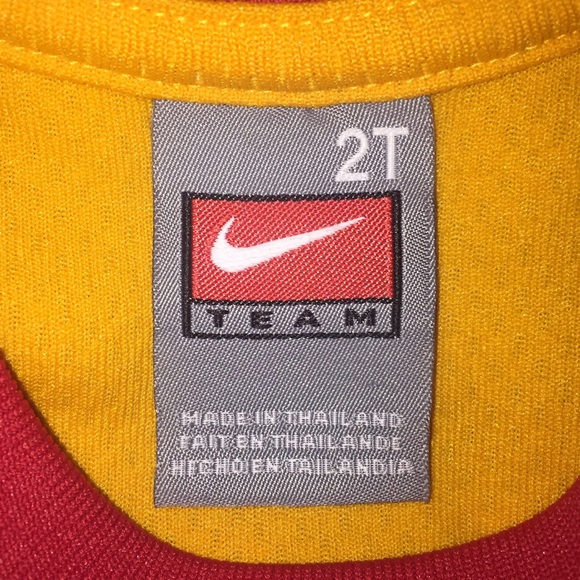 2T
TEAM
MADE IN THAILAND
FAIT EN THAILANDE
HECHO EN TAILANDIA